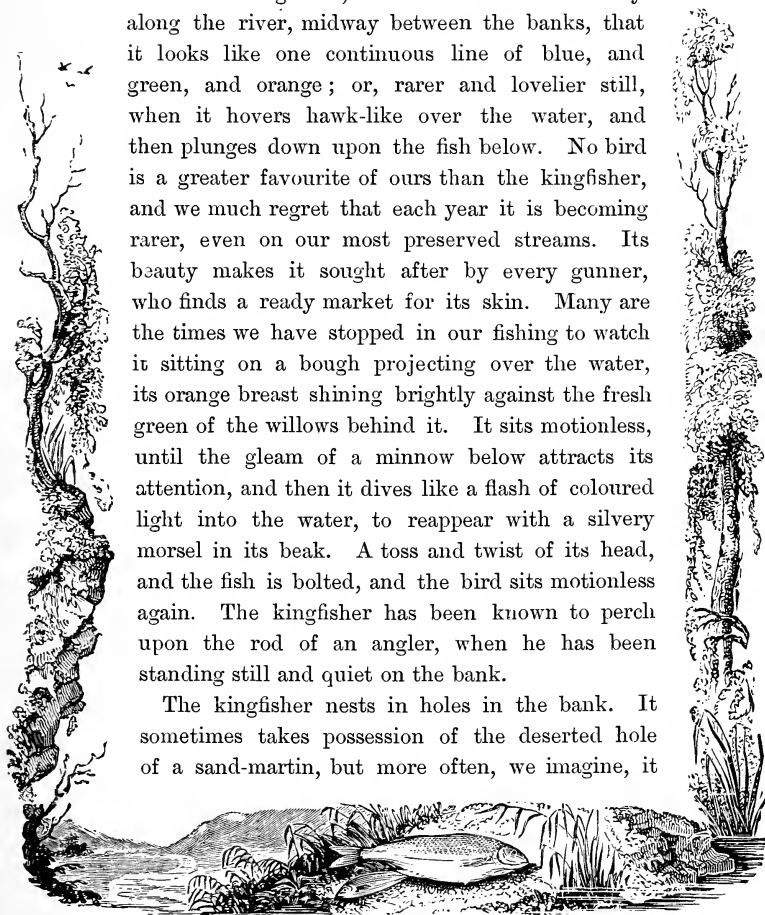 along the river, midway between the banks, that
it looks like one continuous line of blue, and
green, and orange; or, rarer and lovelier still,
when it hovers hawk-like over the water, and
then plunges down upon the fish below. No bird
is a greater favourite of ours than the kingfisher,
and we much regret that each year it is becoming
rarer, even on our most preserved streams. Its
beauty makes it sought after by every gunner,
who finds a ready market for its skin. Many are
the times we have stopped in our fishing to watch
it sitting on a bough projecting over the water,
its orange breast shining brightly against the fresh
green of the willows behind it. It sits motionless,
until the gleam of a minnow below attracts its
attention, and then it dives like a flash of coloured
light into the water, to reappear with a silvery
morsel in its beak. A toss and twist of its head,
and the fish is bolted, and the bird sits motionless
again. The kingfisher has been known to perch
upon the rod of an angler, when he has been
standing still and quiet on the bank.
The kingfisher nests in holes in the bank. It
sometimes takes possession of the deserted hole
of a sand-martin, but more often, we imagine, it